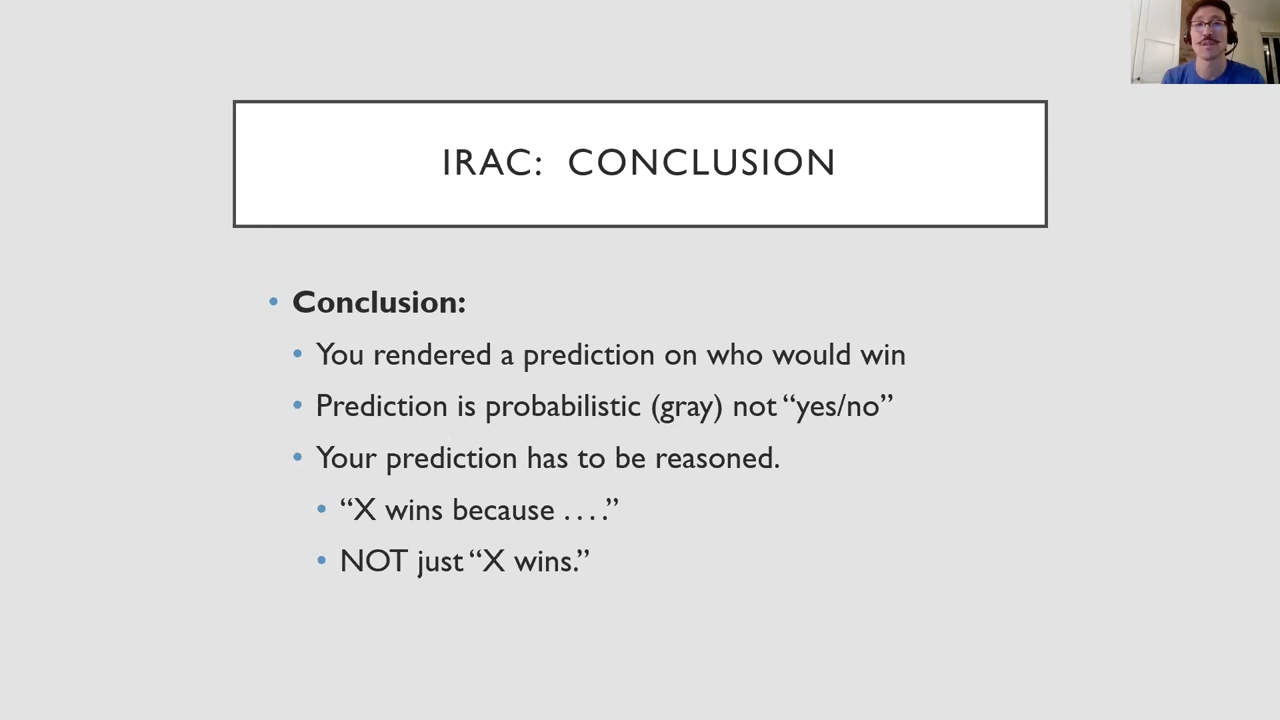 IRAC: CONCLUSION
• Conclusion:
• You rendered a prediction on who would win
• Prediction is probabilistic (gray) not “yes/no”
• Your prediction has to be reasoned.
• “X wins because . . . .”
• NOT just “X wins.”